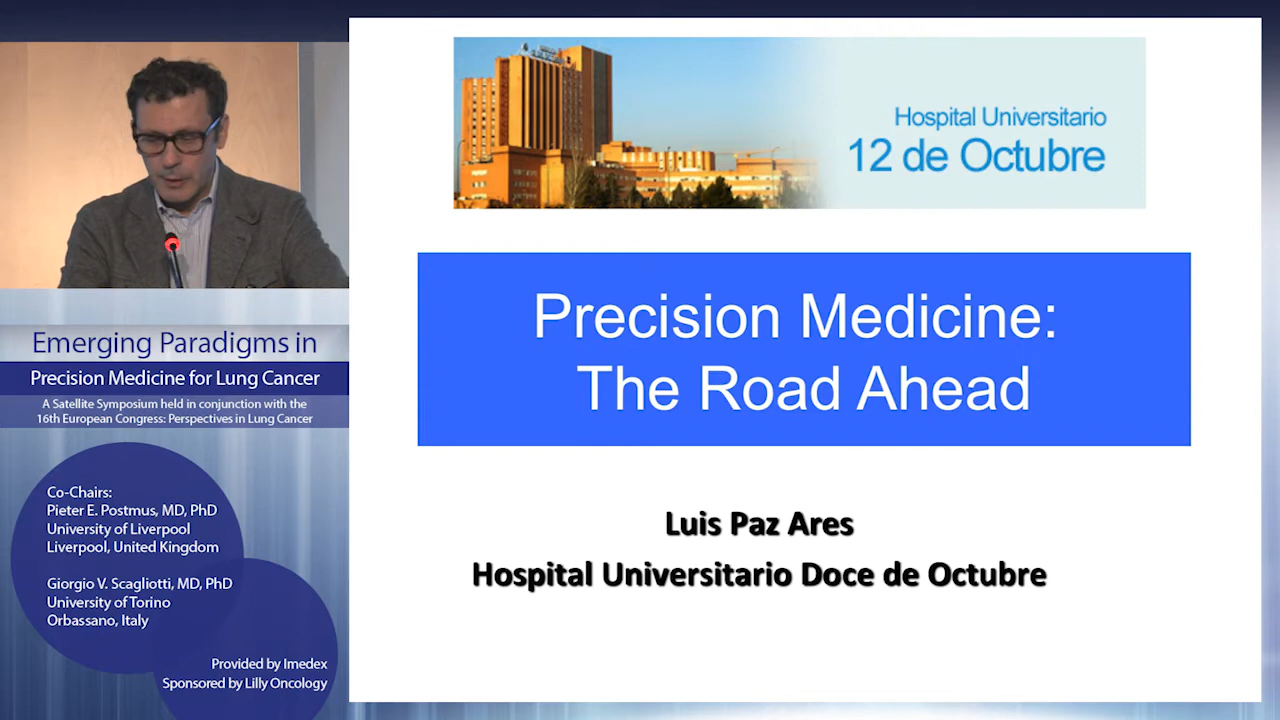 Hospital Universitario
12 de Octubre
Precision Medicine:
The Road Ahead
Luis Paz Ares
Hospital Universitario Doce de Octubre
Emerging Paradigms in
Precision Medicine for Lung Cancer
A Satellite Symposium held in conjunction with the
16th European Congress: Perspectives in Lung Cancer
Co-Chairs:
Pieter E. Postmus, MD, PhD
University of Liverpool
Liverpool, United Kingdom
Giorgio V. Scagliotti, MD, PhD
University of Torino
Orbassano, Italy
Provided by Imedex
Sponsored by Lilly Oncology